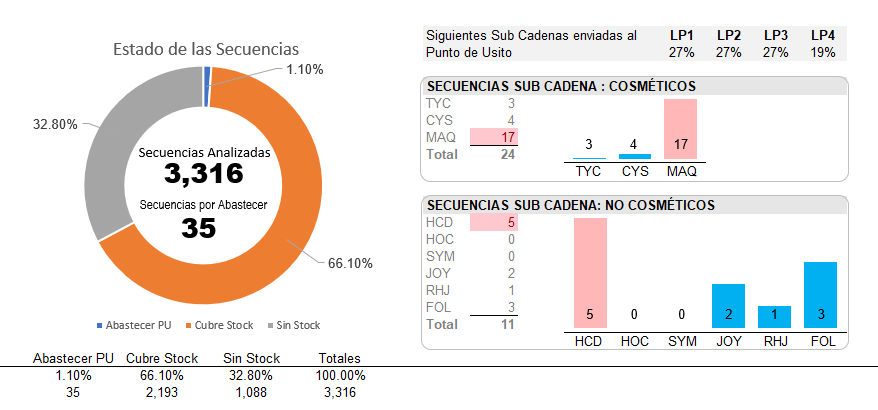 Estado de las Secuencias
1.10%
32.80%
Secuencias Analizadas
3,316
Secuencias por Abastecer
35
66.10%
Abastecer PU Cubre Stock Sin Stock
Abastecer PU Cubre Stock Sin Stock Totales
1.10% 66.10% 32.80% 100.00%
35 2,193 1,088 3,316
Siguientes Sub Cadenas enviadas al LP1 LP2 LP3 LP4
Punto de Usito 27% 27% 27% 19%
SECUENCIAS SUB CADENA : COSMÉTICOS
TYC 3
CYS 4
MAQ 17
Total 24
3 4 17
TYC CYS MAQ
SECUENCIAS SUB CADENA: NO COSMÉTICOS
HCD 5
HOC 0
SYM 0
JOY 2
RHJ 1
FOL 3
Total 11
5 0 0 2 1 3
HCD HOC SYM JOY RHJ FOL